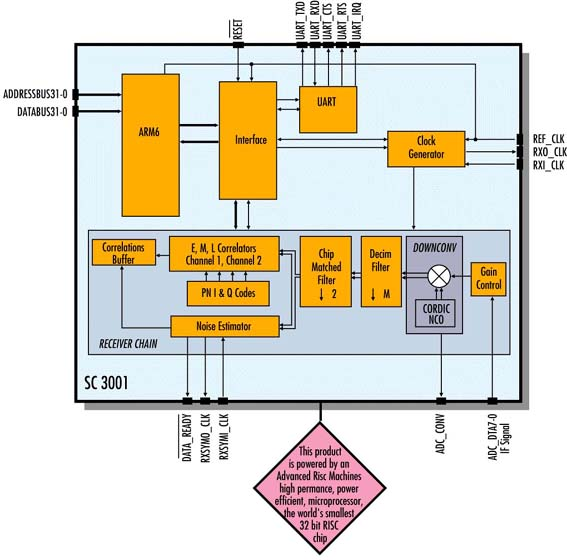 RESET
UART_TXD
UART_RXD
UART_CTS
UART_RTS
UART_IRQ
ADDRESSBUS31-0
DATABUS31-0
ARM6
Interface
UART
Clock
Generator
REF_CLK
RXO_CLK
RXI_CLK
Correlations
Buffer
E, M, L Correlators
Channel 1, Channel 2
PN I & Q Codes
Noise Estimator
Chip
Matched
Filter
↓ 2
Decim
Filter
↓ M
DOWNCONV
CORDIC
NCO
Gain
Control
RECEIVER CHAIN
SC 3001
DATA_READY
RXSYMO_CLK
RXSYMI_CLK
ADC_CONV
ADC_DTA7-0
IF Signal
This product
is powered by an
Advanced Risc Machines
high permance, power
efficient, microprocessor,
the world's smallest
32 bit RISC
chip